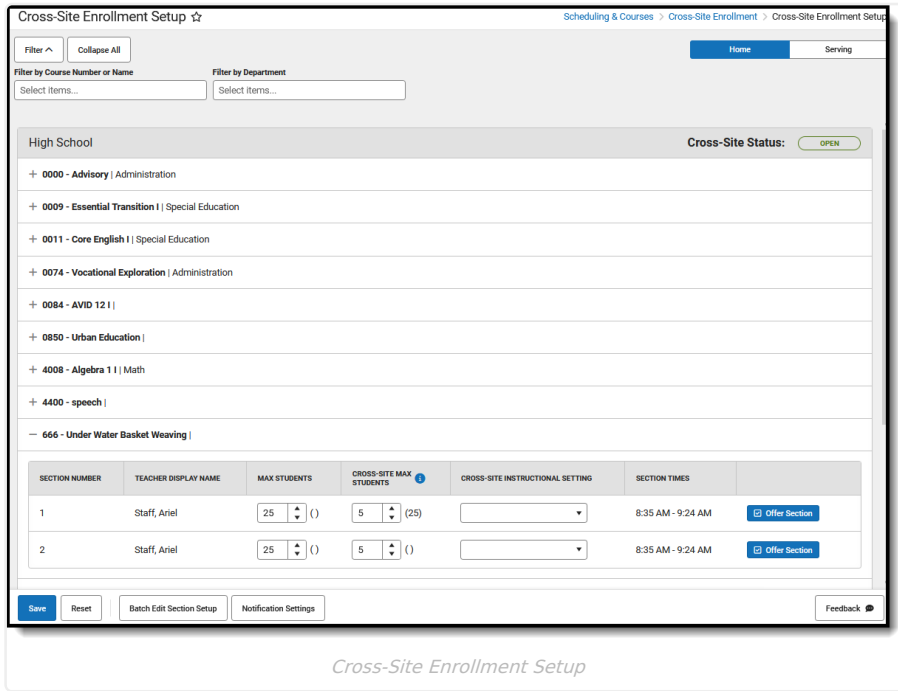 Cross-Site Enrollment Setup ☆
Scheduling & Courses > Cross-Site Enrollment > Cross-Site Enrollment Setup
Filter Collapse All Home Serving
Filter by Course Number or Name Filter by Department
Select items... Select items...
High School Cross-Site Status: OPEN
+ 0000 - Advisory | Administration
+ 0009 - Essential Transition I | Special Education
+ 0011 - Core English I | Special Education
+ 0074 - Vocational Exploration | Administration
+ 0084 - AVID 12 I |
+ 0850 - Urban Education |
+ 4008 - Algebra 1 I | Math
+ 4400 - speech |
− 666 - Under Water Basket Weaving |
SECTION NUMBER TEACHER DISPLAY NAME MAX STUDENTS CROSS-SITE MAX STUDENTS CROSS-SITE INSTRUCTIONAL SETTING SECTION TIMES
1 Staff, Ariel 25 ( ) 5 (25) 8:35 AM - 9:24 AM Offer Section
2 Staff, Ariel 25 ( ) 5 ( ) 8:35 AM - 9:24 AM Offer Section
Save Reset Batch Edit Section Setup Notification Settings Feedback
Cross-Site Enrollment Setup